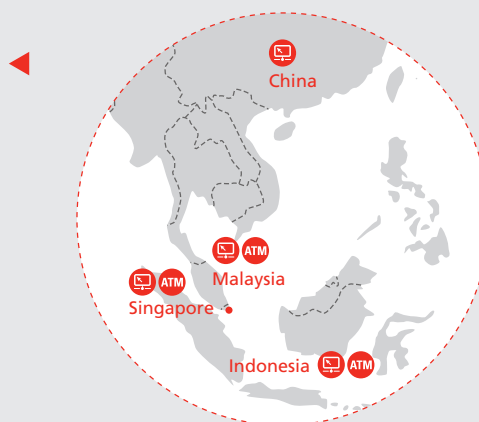 China
ATM
Malaysia
ATM
Singapore
Indonesia ATM